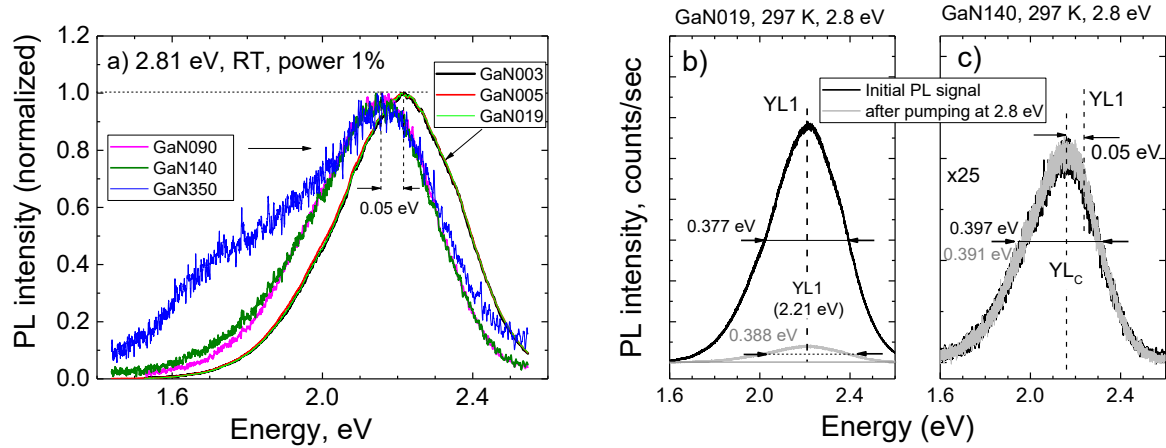 a) 2.81 eV, RT, power 1%
GaN003
GaN005
GaN019
GaN090
GaN140
GaN350
0.05 eV
PL intensity (normalized)
1.2
1.0
0.8
0.6
0.4
0.2
0.0
1.6
2.0
2.4
Energy, eV
GaN019, 297 K, 2.8 eV
GaN140, 297 K, 2.8 eV
b)
c)
Initial PL signal
after pumping at 2.8 eV
YL1
0.377 eV
YL1
(2.21 eV)
0.388 eV
PL intensity, counts/sec
1.6
2.0
2.4
YL1
0.05 eV
x25
0.397 eV
0.391 eV
YLC
1.6
2.0
2.4
Energy (eV)